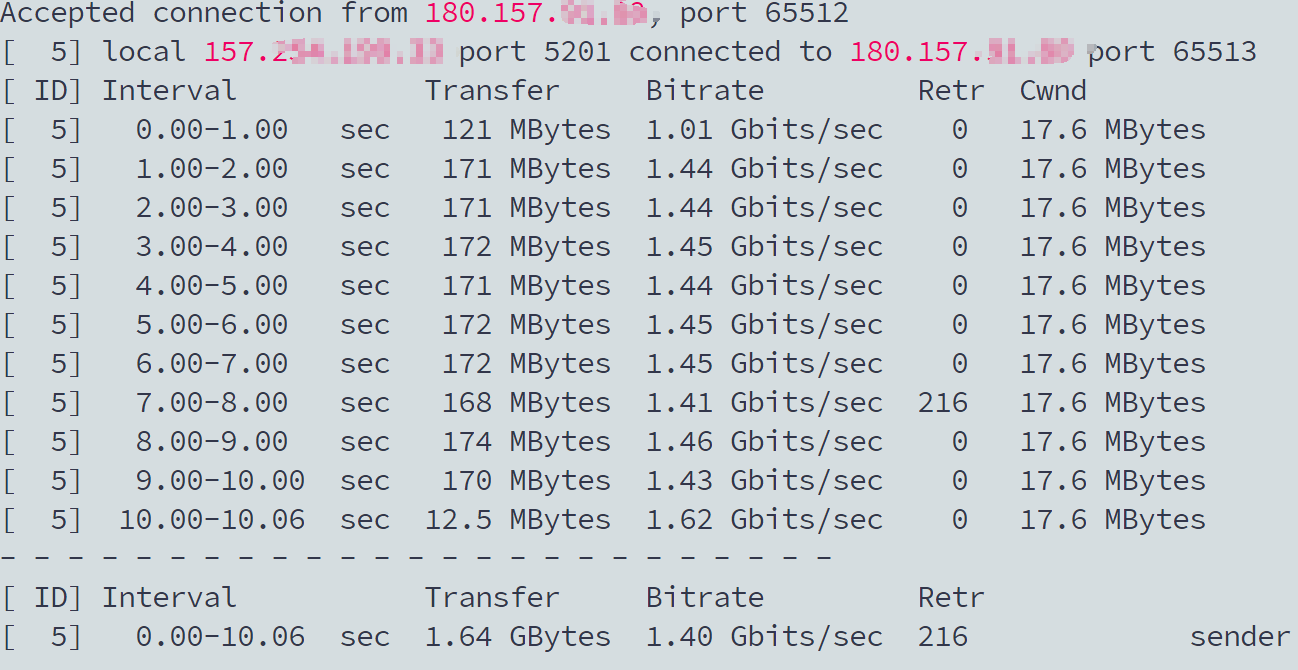 Accepted connection from 180.157. , port 65512
[  5] local 157.2 port 5201 connected to 180.157. port 65513
[ ID] Interval           Transfer     Bitrate         Retr  Cwnd
[  5]   0.00-1.00   sec   121 MBytes  1.01 Gbits/sec    0   17.6 MBytes
[  5]   1.00-2.00   sec   171 MBytes  1.44 Gbits/sec    0   17.6 MBytes
[  5]   2.00-3.00   sec   171 MBytes  1.44 Gbits/sec    0   17.6 MBytes
[  5]   3.00-4.00   sec   172 MBytes  1.45 Gbits/sec    0   17.6 MBytes
[  5]   4.00-5.00   sec   171 MBytes  1.44 Gbits/sec    0   17.6 MBytes
[  5]   5.00-6.00   sec   172 MBytes  1.45 Gbits/sec    0   17.6 MBytes
[  5]   6.00-7.00   sec   172 MBytes  1.45 Gbits/sec    0   17.6 MBytes
[  5]   7.00-8.00   sec   168 MBytes  1.41 Gbits/sec  216   17.6 MBytes
[  5]   8.00-9.00   sec   174 MBytes  1.46 Gbits/sec    0   17.6 MBytes
[  5]   9.00-10.00  sec   170 MBytes  1.43 Gbits/sec    0   17.6 MBytes
[  5]  10.00-10.06  sec  12.5 MBytes  1.62 Gbits/sec    0   17.6 MBytes
- - - - - - - - - - - - - - - - - - - - - - - - -
[ ID] Interval           Transfer     Bitrate         Retr
[  5]   0.00-10.06  sec  1.64 GBytes  1.40 Gbits/sec  216             sender